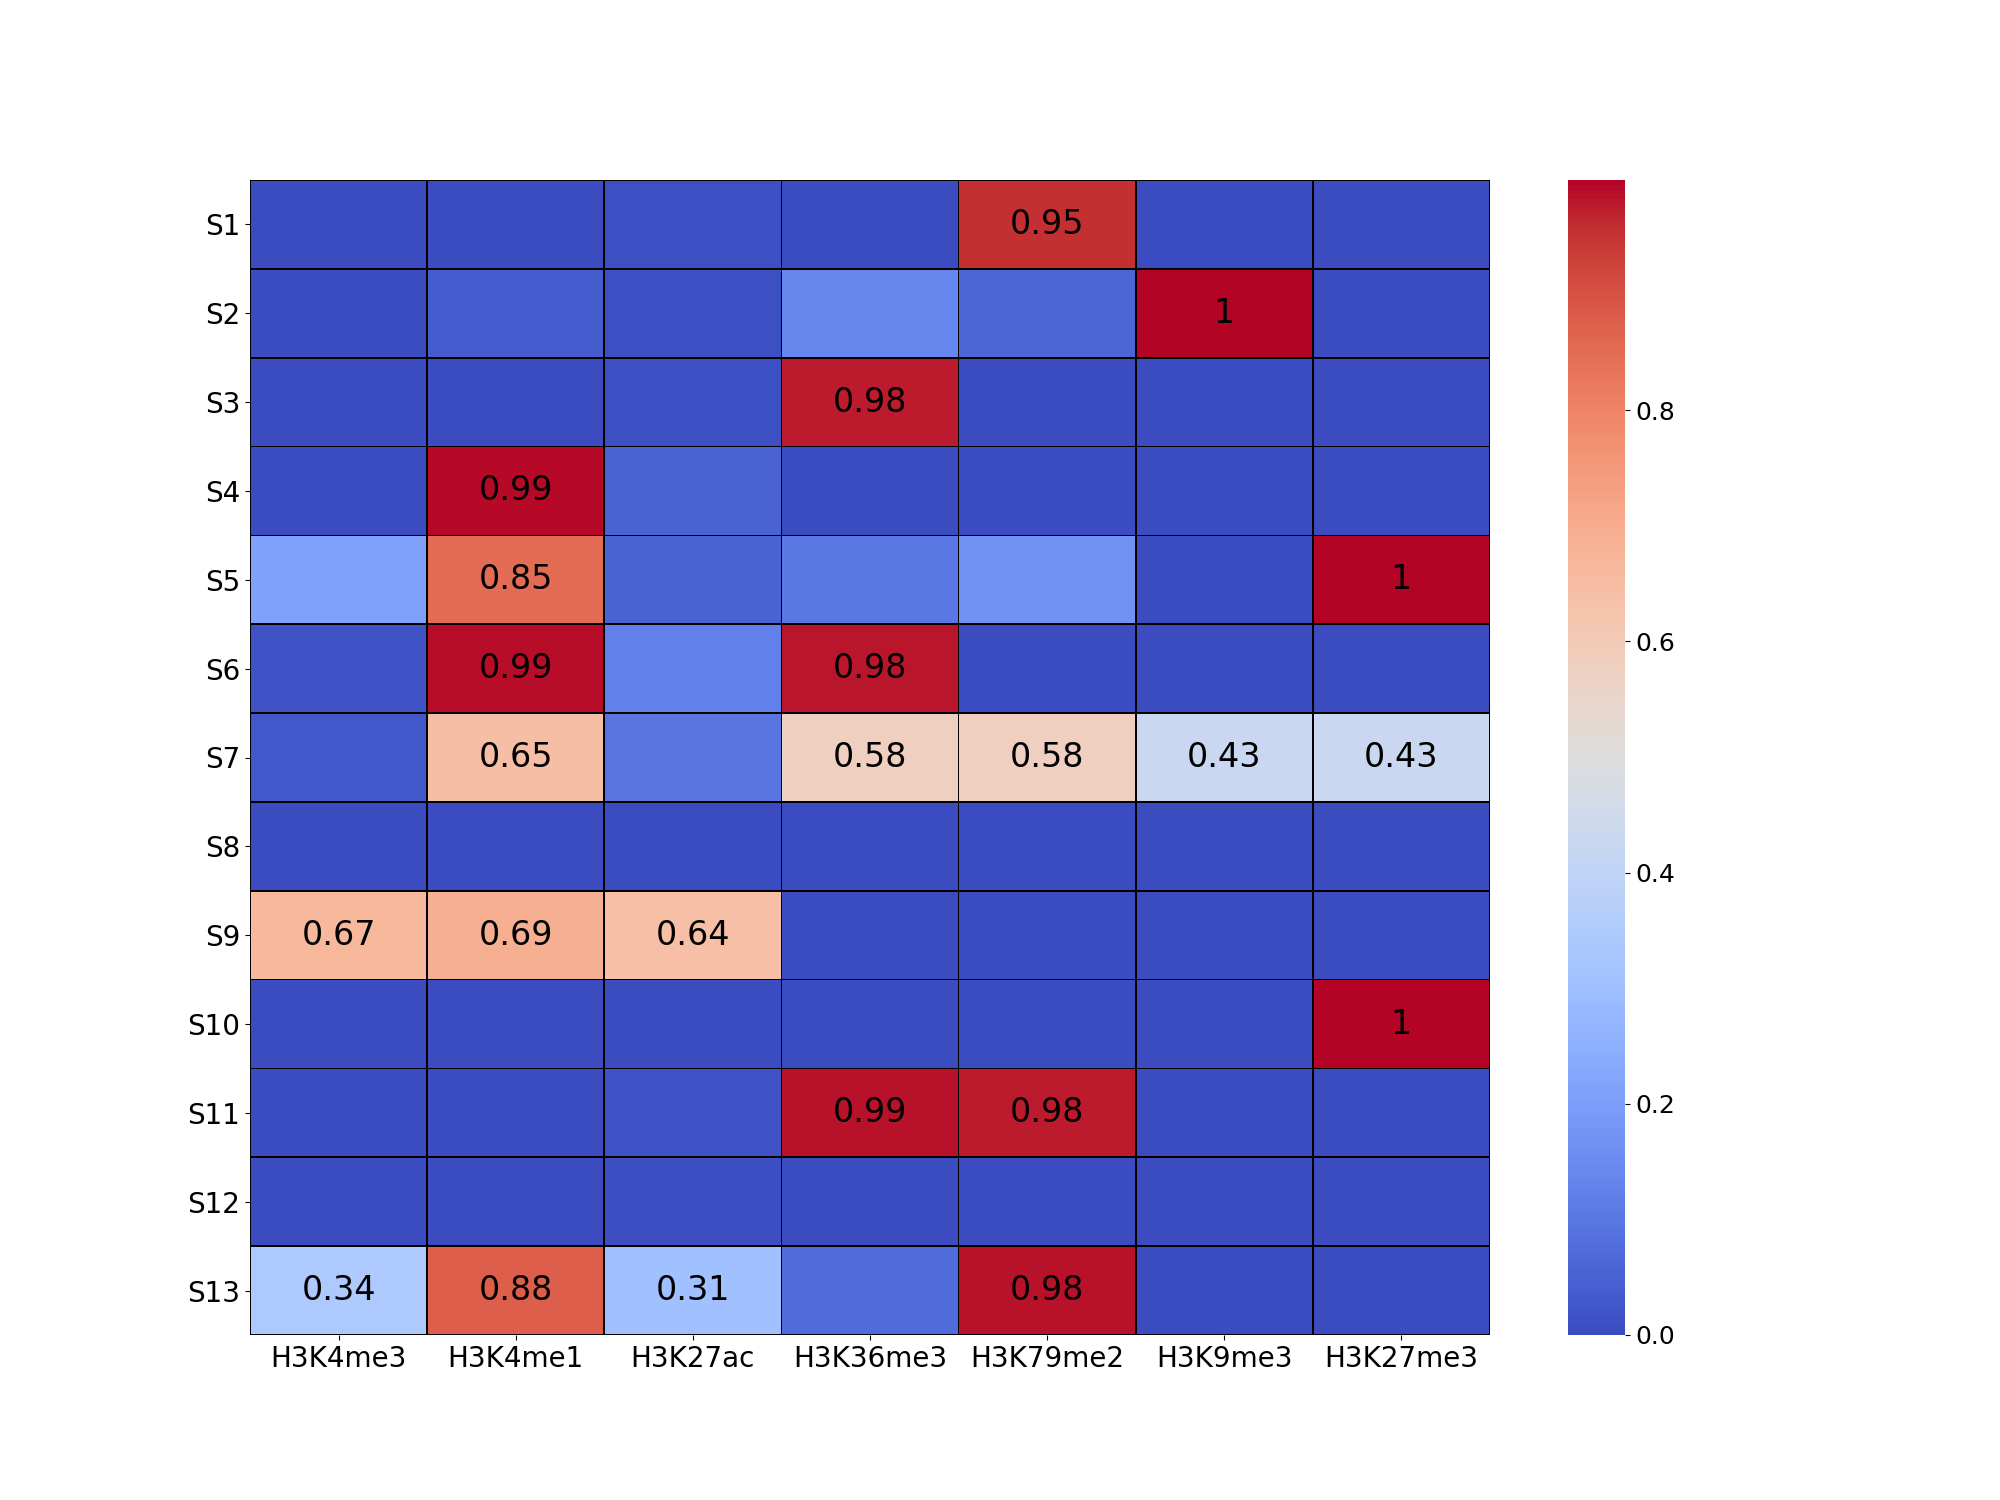 S1 0.95
S2 1
S3 0.98
S4 0.99
S5 0.85 1
S6 0.99 0.98
S7 0.65 0.58 0.58 0.43 0.43
S8
S9 0.67 0.69 0.64
S10 1
S11 0.99 0.98
S12
S13 0.34 0.88 0.31 0.98
H3K4me3 H3K4me1 H3K27ac H3K36me3 H3K79me2 H3K9me3 H3K27me3
0.8
0.6
0.4
0.2
0.0